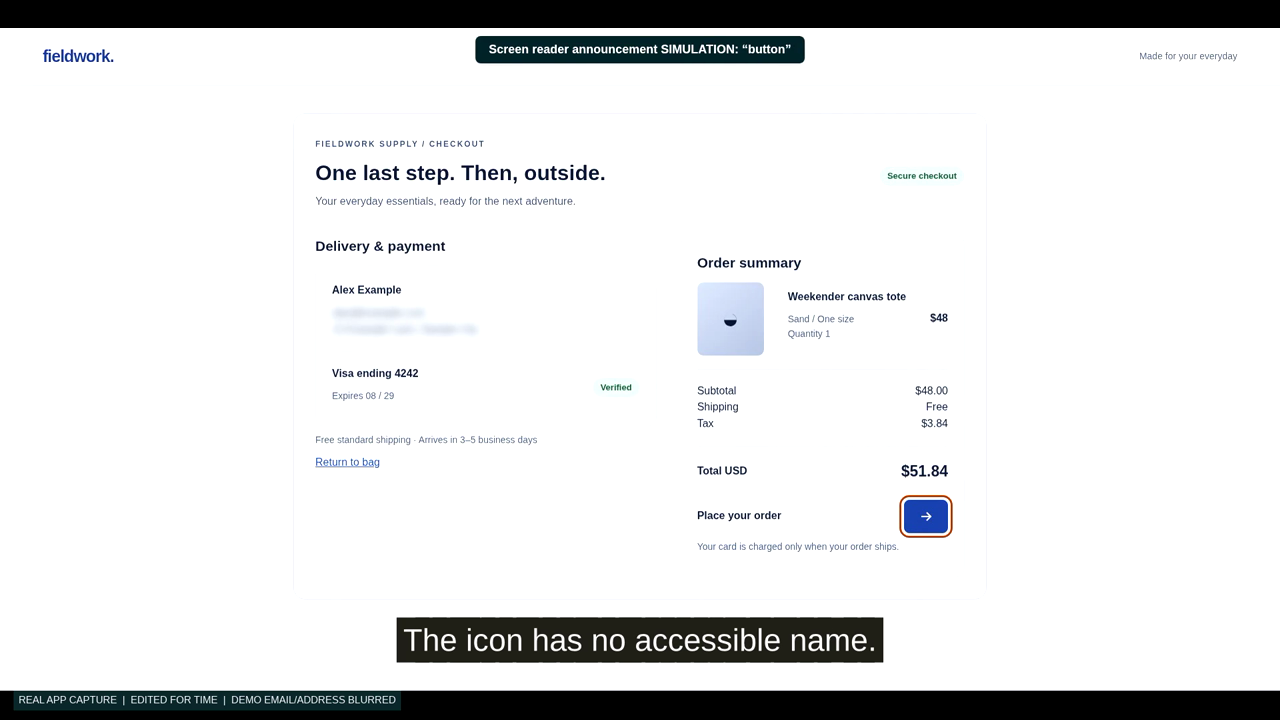 Screen reader announcement SIMULATION: “button”
fieldwork.
Made for your everyday
FIELDWORK SUPPLY / CHECKOUT
One last step. Then, outside.
Secure checkout
Your everyday essentials, ready for the next adventure.
Delivery & payment
Alex Example
Visa ending 4242
Expires 08 / 29
Verified
Free standard shipping · Arrives in 3–5 business days
Return to bag
Order summary
Weekender canvas tote
Sand / One size
$48
Quantity 1
Subtotal $48.00
Shipping Free
Tax $3.84
Total USD $51.84
Place your order
Your card is charged only when your order ships.
The icon has no accessible name.
REAL APP CAPTURE | EDITED FOR TIME | DEMO EMAIL/ADDRESS BLURRED